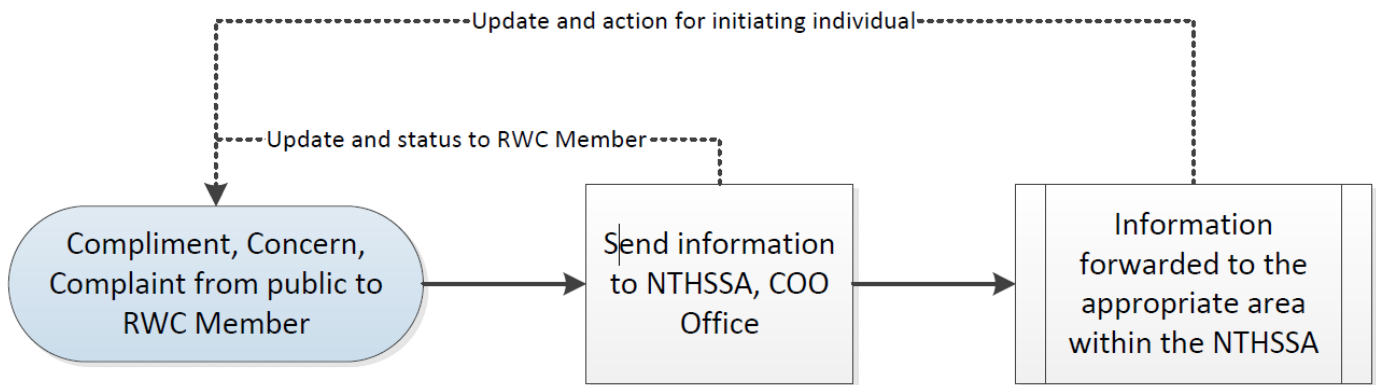 Update and action for initiating individual
Update and status to RWC Member
Compliment, Concern,
Complaint from public to
RWC Member
Send information
to NTHSSA, COO
Office
Information
forwarded to the
appropriate area
within the NTHSSA